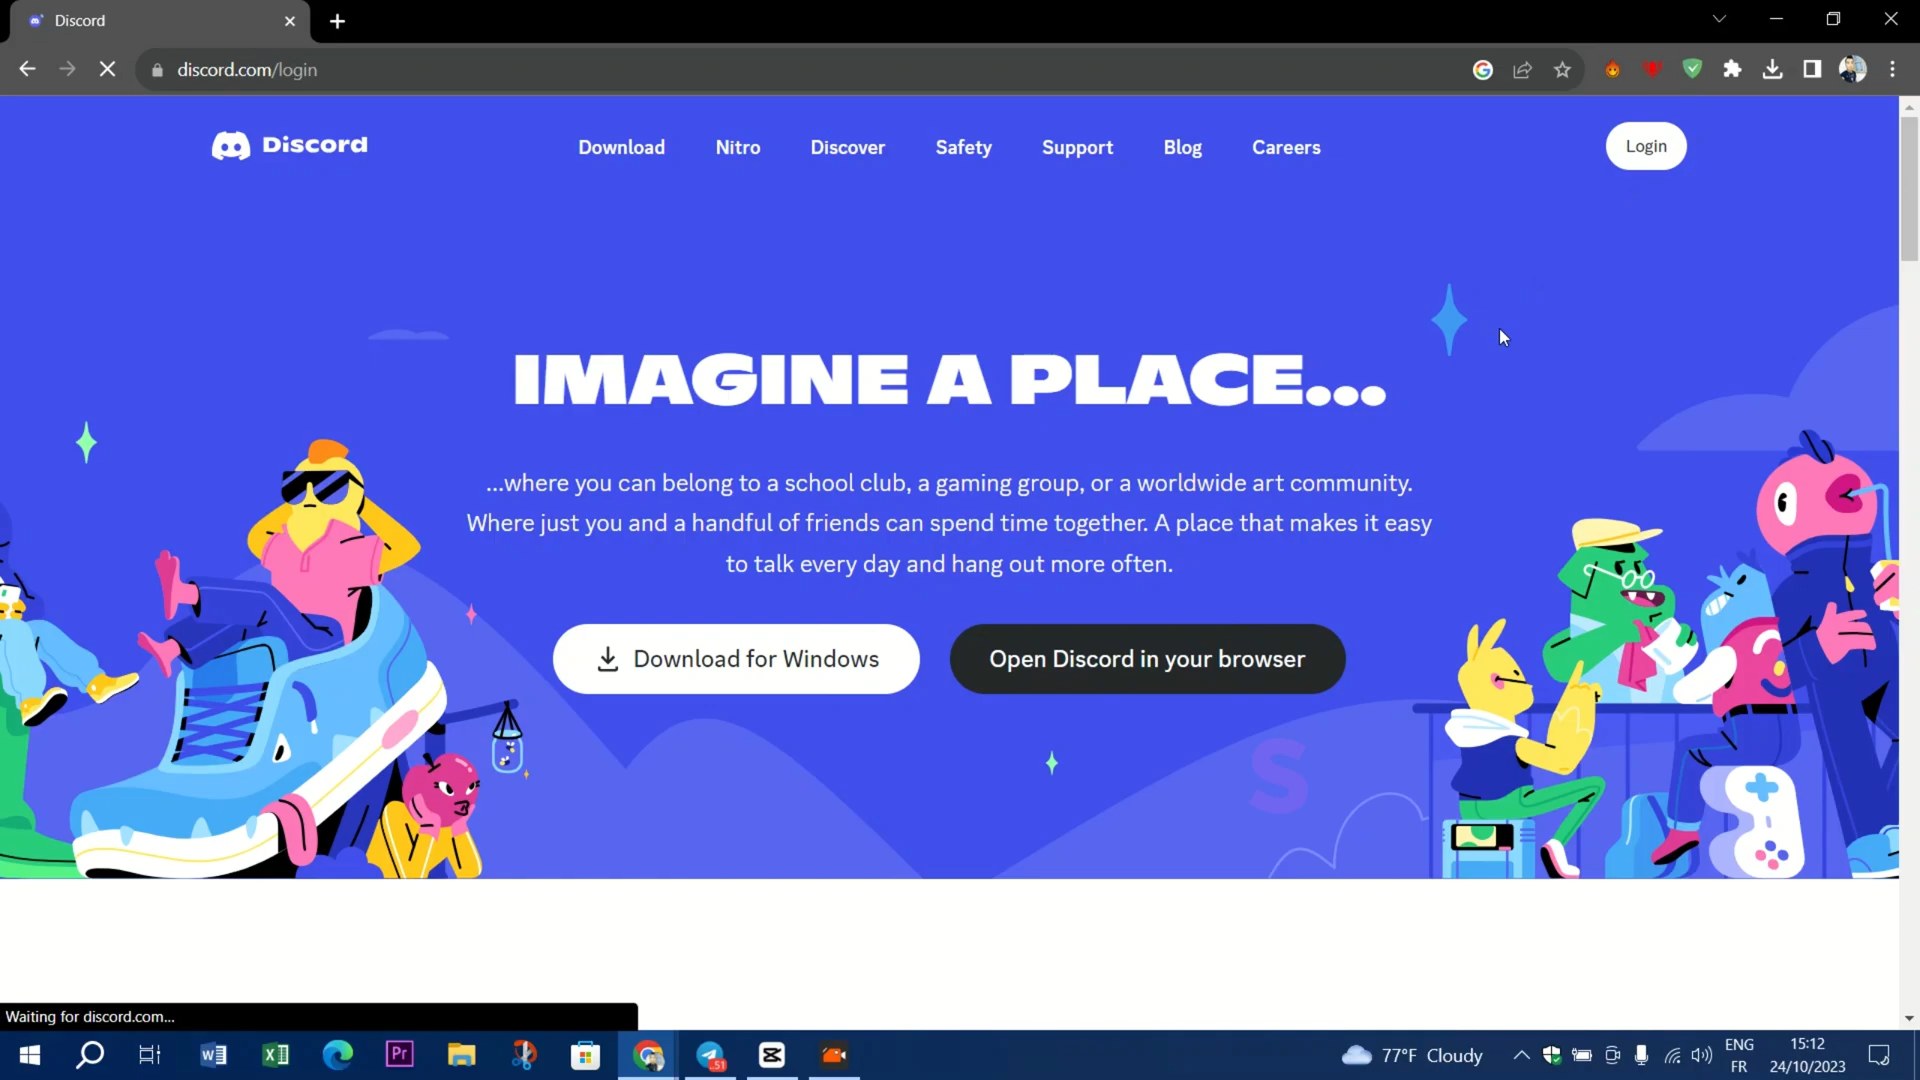 Discord
discord.com/login
Discord
Download
Nitro
Discover
Safety
Support
Blog
Careers
Login
IMAGINE A PLACE...
...where you can belong to a school club, a gaming group, or a worldwide art community.
Where just you and a handful of friends can spend time together. A place that makes it easy
to talk every day and hang out more often.
Download for Windows
Open Discord in your browser
S
Waiting for discord.com...
Pr
51
77°F Cloudy
ENG
FR
15:12
24/10/2023